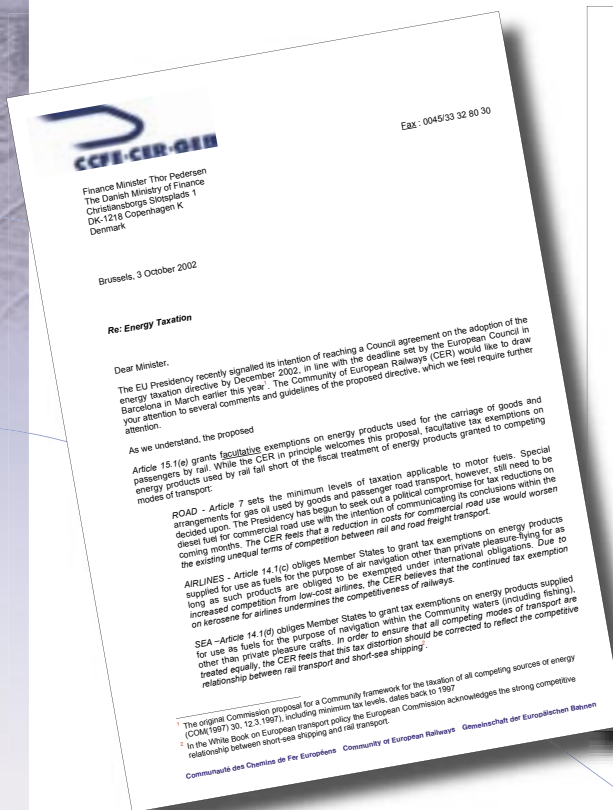 CCFE-CER-GEB
Fax : 0045/33 32 80 30
Finance Minister Thor Pedersen
The Danish Ministry of Finance
Christiansborgs Slotsplads 1
DK-1218 Copenhagen K
Denmark
Brussels, 3 October 2002
Re: Energy Taxation
Dear Minister,
The EU Presidency recently signalled its intention of reaching a Council agreement on the adoption of the
energy taxation directive by December 2002, in line with the deadline set by the European Council in
Barcelona in March earlier this year¹. The Community of European Railways (CER) would like to draw
your attention to several comments and guidelines of the proposed directive, which we feel require further
attention.
As we understand, the proposed
Article 15.1(e) grants facultative exemptions on energy products used for the carriage of goods and
passengers by rail. While the CER in principle welcomes this proposal, facultative tax exemptions on
energy products used by rail fall short of the fiscal treatment of energy products granted to competing
modes of transport:
ROAD - Article 7 sets the minimum levels of taxation applicable to motor fuels. Special
arrangements for gas oil used by goods and passenger road transport, however, still need to be
decided upon. The Presidency has begun to seek out a political compromise for tax reductions on
diesel fuel for commercial road use with the intention of communicating its conclusions within the
coming months. The CER feels that a reduction in costs for commercial road use would worsen
the existing unequal terms of competition between rail and road freight transport.
AIRLINES - Article 14.1(c) obliges Member States to grant tax exemptions on energy products
supplied for use as fuels for the purpose of air navigation other than private pleasure-flying for as
long as such products are obliged to be exempted under international obligations. Due to
increased competition from low-cost airlines, the CER believes that the continued tax exemption
on kerosene for airlines undermines the competitiveness of railways.
SEA –Article 14.1(d) obliges Member States to grant tax exemptions on energy products supplied
for use as fuels for the purpose of navigation within the Community waters (including fishing),
other than private pleasure crafts. In order to ensure that all competing modes of transport are
treated equally, the CER feels that this tax distortion should be corrected to reflect the competitive
relationship between rail transport and short-sea shipping².
¹ The original Commission proposal for a Community framework for the taxation of all competing sources of energy
(COM(1997) 30, 12.3.1997), including minimum tax levels, dates back to 1997
² In the White Book on European transport policy the European Commission acknowledges the strong competitive
relationship between short-sea shipping and rail transport.
Communauté des Chemins de Fer Européens Community of European Railways Gemeinschaft der Europäischen Bahnen